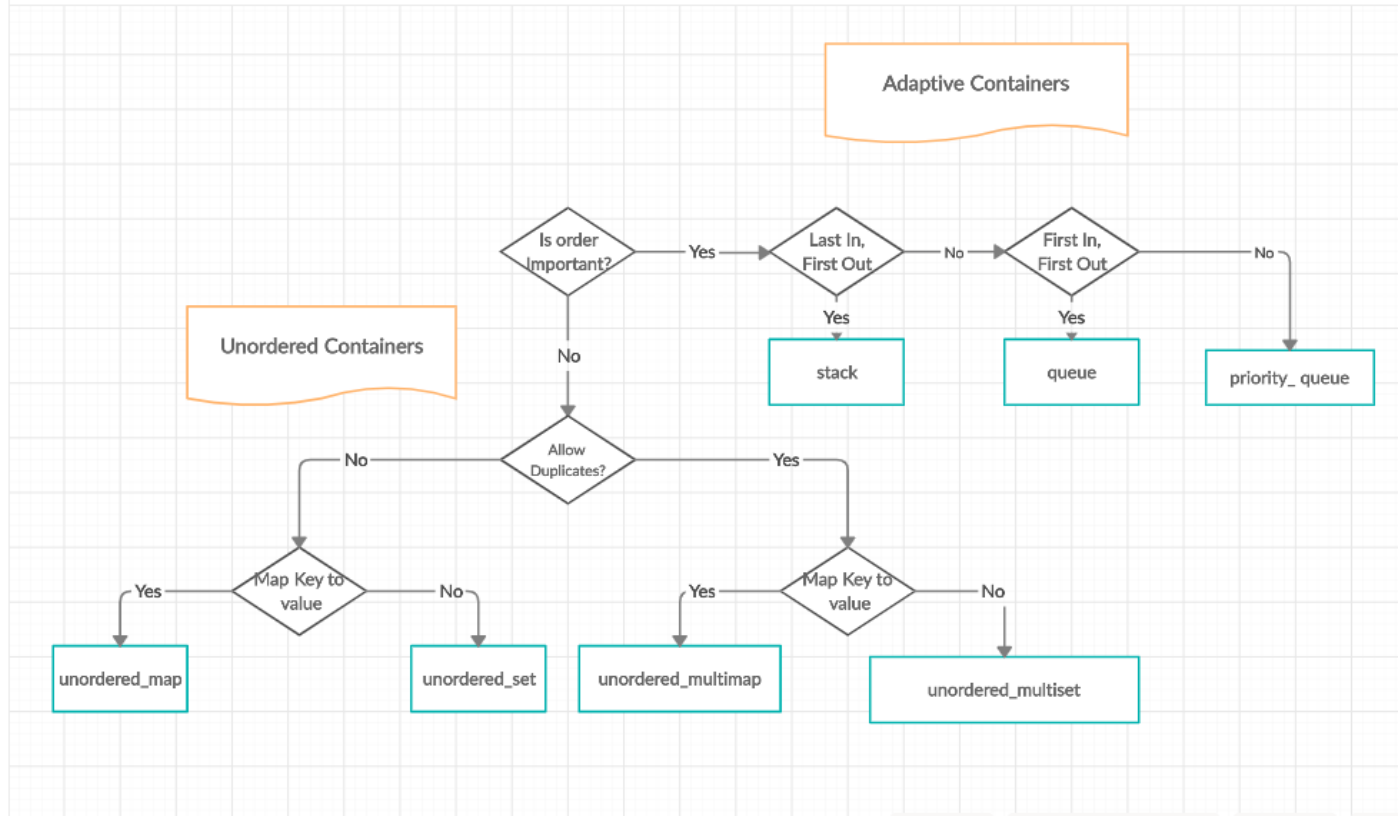 Adaptive Containers
Is order
Important?
Yes
Last In,
First Out
No
First In,
First Out
No
Yes
Yes
stack
queue
priority_ queue
Unordered Containers
No
Allow
Duplicates?
No
Yes
Map Key to
value
Yes
No
Map Key to
value
Yes
No
unordered_map
unordered_set
unordered_multimap
unordered_multiset